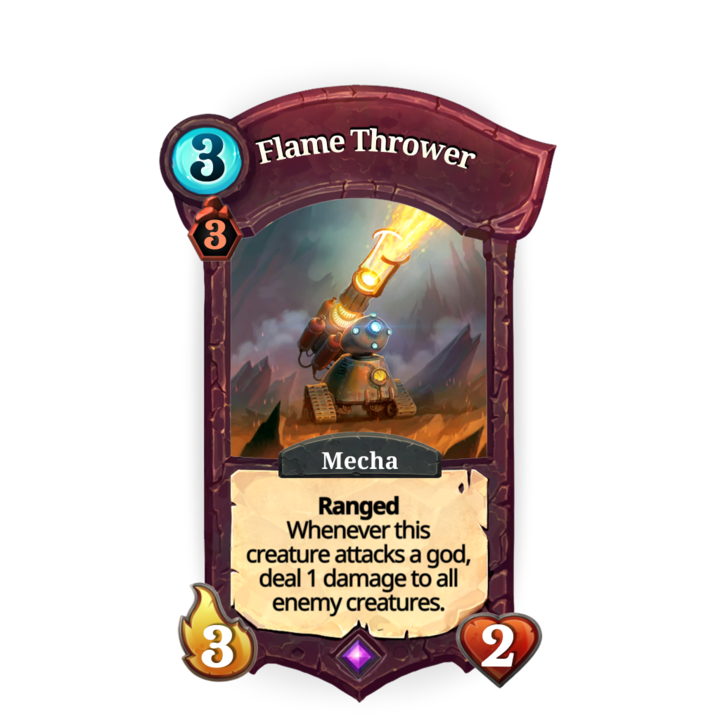 3
Flame Thrower
3
Mecha
Ranged
Whenever this
creature attacks a god,
deal 1 damage to all
enemy creatures.
3
2